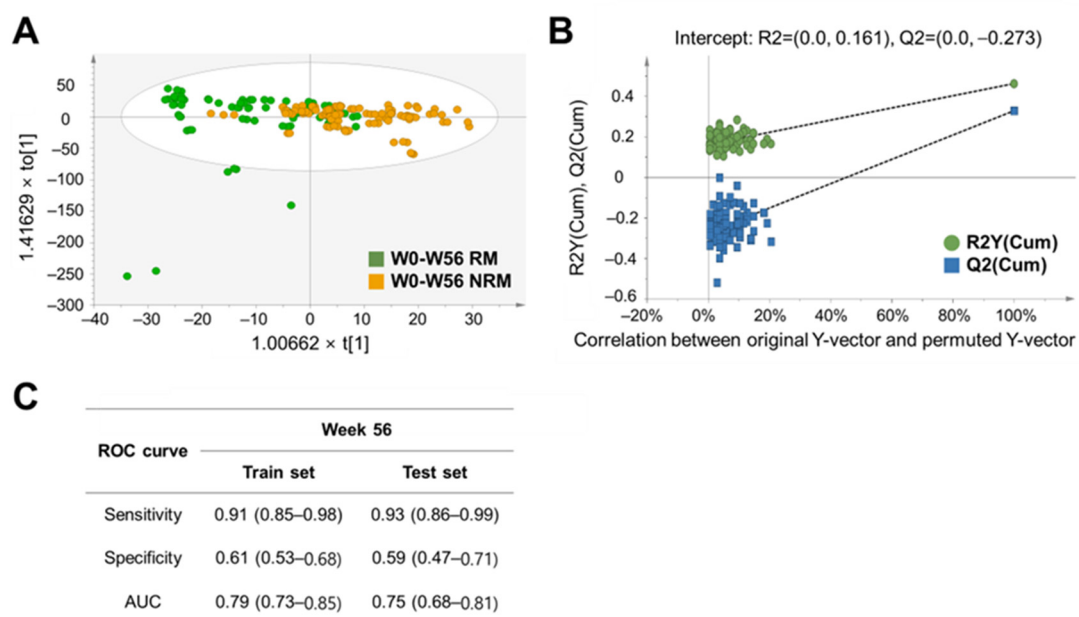 A
50
0
−50
−100
−150
−200
−250
−300
1.41629 × to[1]
−40 −30 −20 −10 0 10 20 30
1.00662 × t[1]
W0-W56 RM
W0-W56 NRM
B
Intercept: R2=(0.0, 0.161), Q2=(0.0, −0.273)
0.4
0.2
0
−0.2
−0.4
−0.6
R2Y(Cum), Q2(Cum)
−20% 0% 20% 40% 60% 80% 100%
Correlation between original Y-vector and permuted Y-vector
R2Y(Cum)
Q2(Cum)
C
ROC curve
Week 56
Train set Test set
Sensitivity 0.91 (0.85–0.98) 0.93 (0.86–0.99)
Specificity 0.61 (0.53–0.68) 0.59 (0.47–0.71)
AUC 0.79 (0.73–0.85) 0.75 (0.68–0.81)